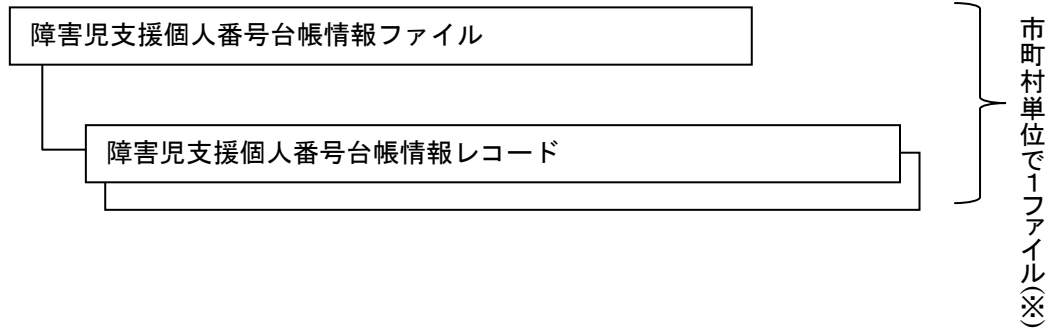 障害児支援個人番号台帳情報ファイル
障害児支援個人番号台帳情報レコード
市町村単位で1ファイル(※)